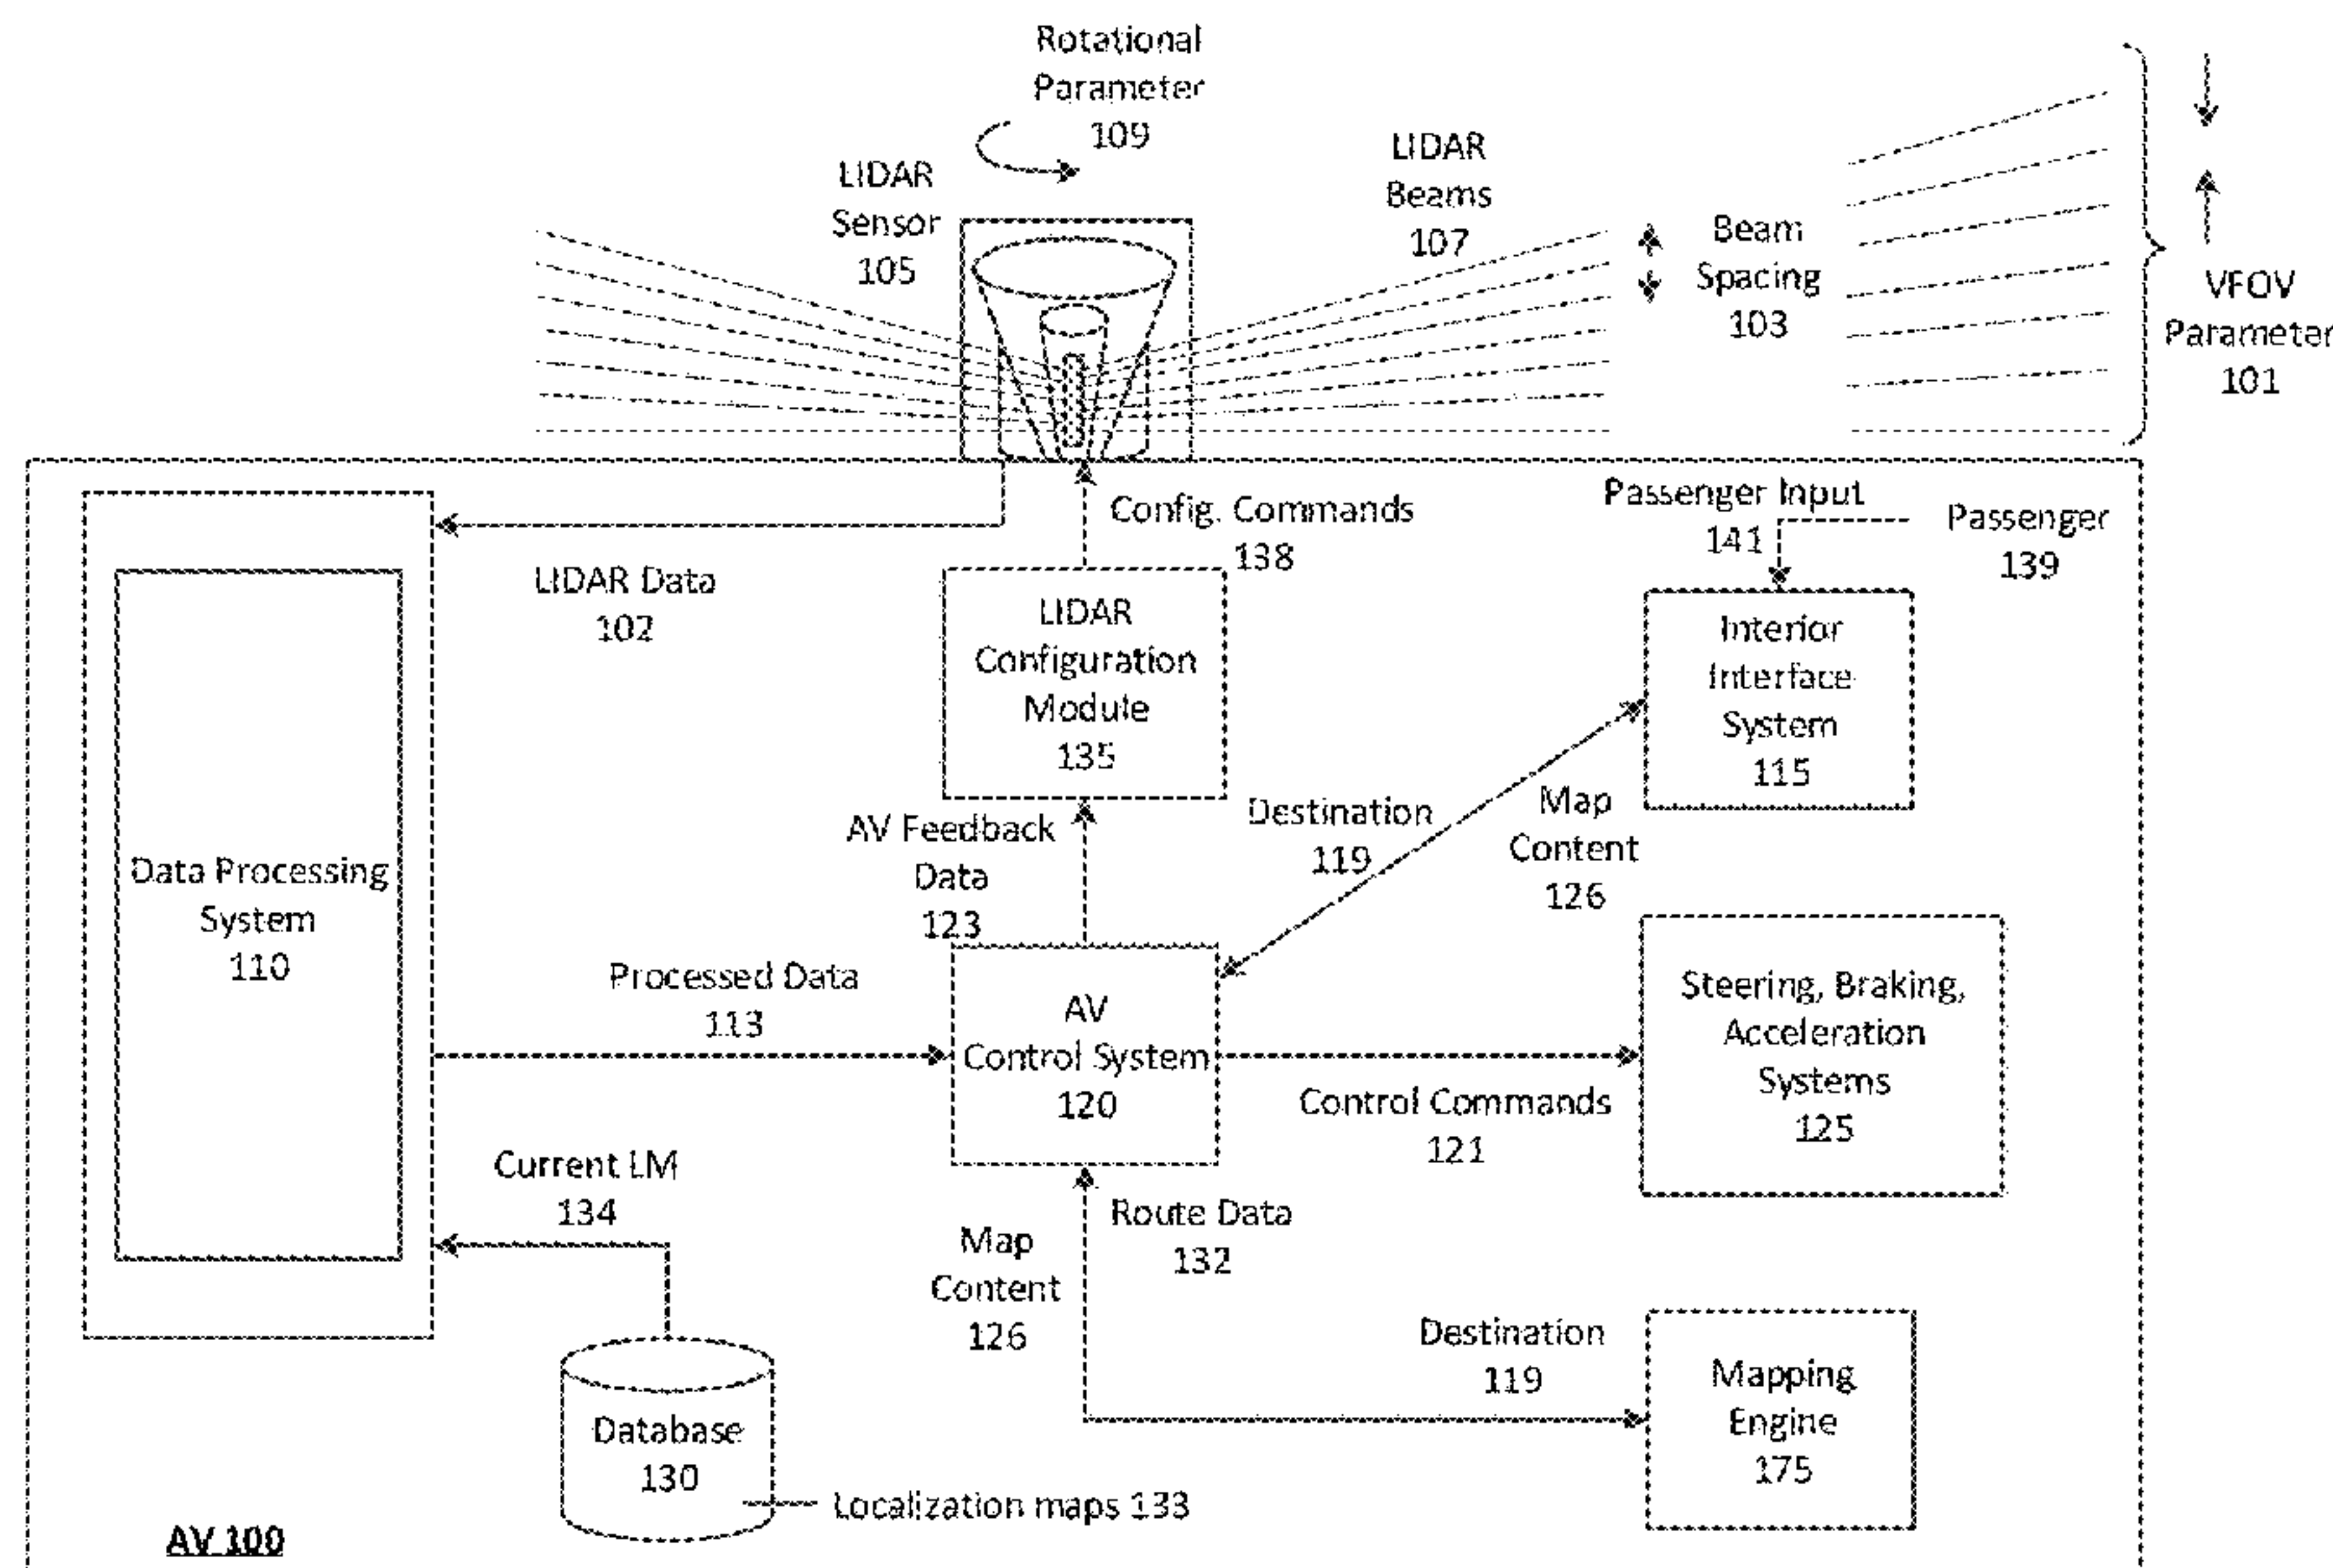 Rotational
Parameter
109
LIDAR
Sensor
105
LIDAR
Beams
107
Beam
Spacing
103
VFOV
Parameter
101
Config. Commands
138
Passenger Input
141
Passenger
139
LIDAR Data
102
LIDAR
Configuration
Module
135
Interior
Interface
System
115
AV Feedback
Data
123
Destination
119
Map
Content
126
Data Processing
System
110
Processed Data
113
AV
Control System
120
Steering, Braking,
Acceleration
Systems
125
Control Commands
121
Current LM
134
Map
Content
126
Route Data
132
Destination
119
Mapping
Engine
175
Database
130
Localization maps 133
AV 100